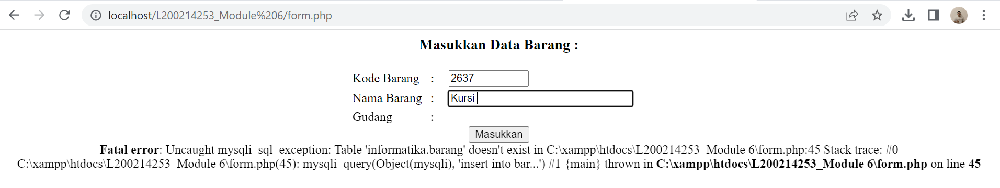 localhost/L200214253_Module%206/form.php
Masukkan Data Barang :
Kode Barang : 2637
Nama Barang : Kursi
Gudang :
Masukkan
Fatal error: Uncaught mysqli_sql_exception: Table 'informatika.barang' doesn't exist in C:\xampp\htdocs\L200214253_Module 6\form.php:45 Stack trace: #0
C:\xampp\htdocs\L200214253_Module 6\form.php(45): mysqli_query(Object(mysqli), 'insert into bar...') #1 {main} thrown in C:\xampp\htdocs\L200214253_Module 6\form.php on line 45